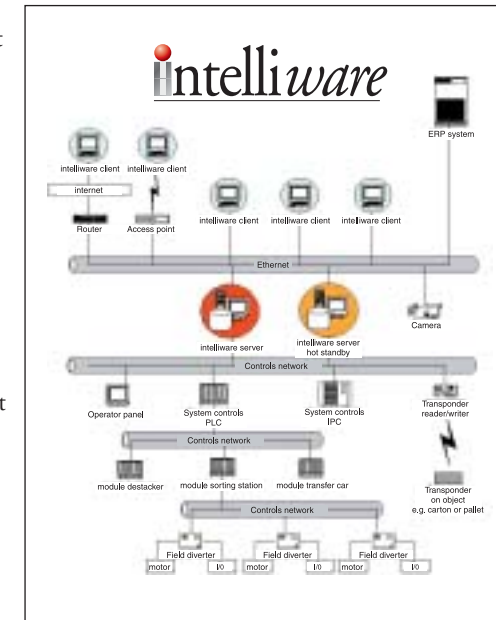 t
intelliware
ERP system
intelliware client intelliware client
internet
Router Access point
intelliware client intelliware client intelliware client
Ethernet
Camera
intelliware server
intelliware server
hot standby
Controls network
Operator panel
System controls
PLC
System controls
IPC
Transponder
reader/writer
t
Controls network
module destacker module sorting station module transfer car
Transponder
on object
e.g. carton or pallet
Controls network
Field diverter Field diverter Field diverter
motor I/0 motor I/0 motor I/0